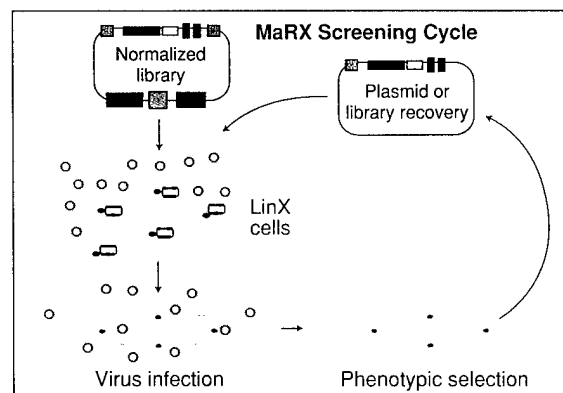 MaRX Screening Cycle
Normalized
library
Plasmid or
library recovery
LinX
cells
Virus infection
Phenotypic selection